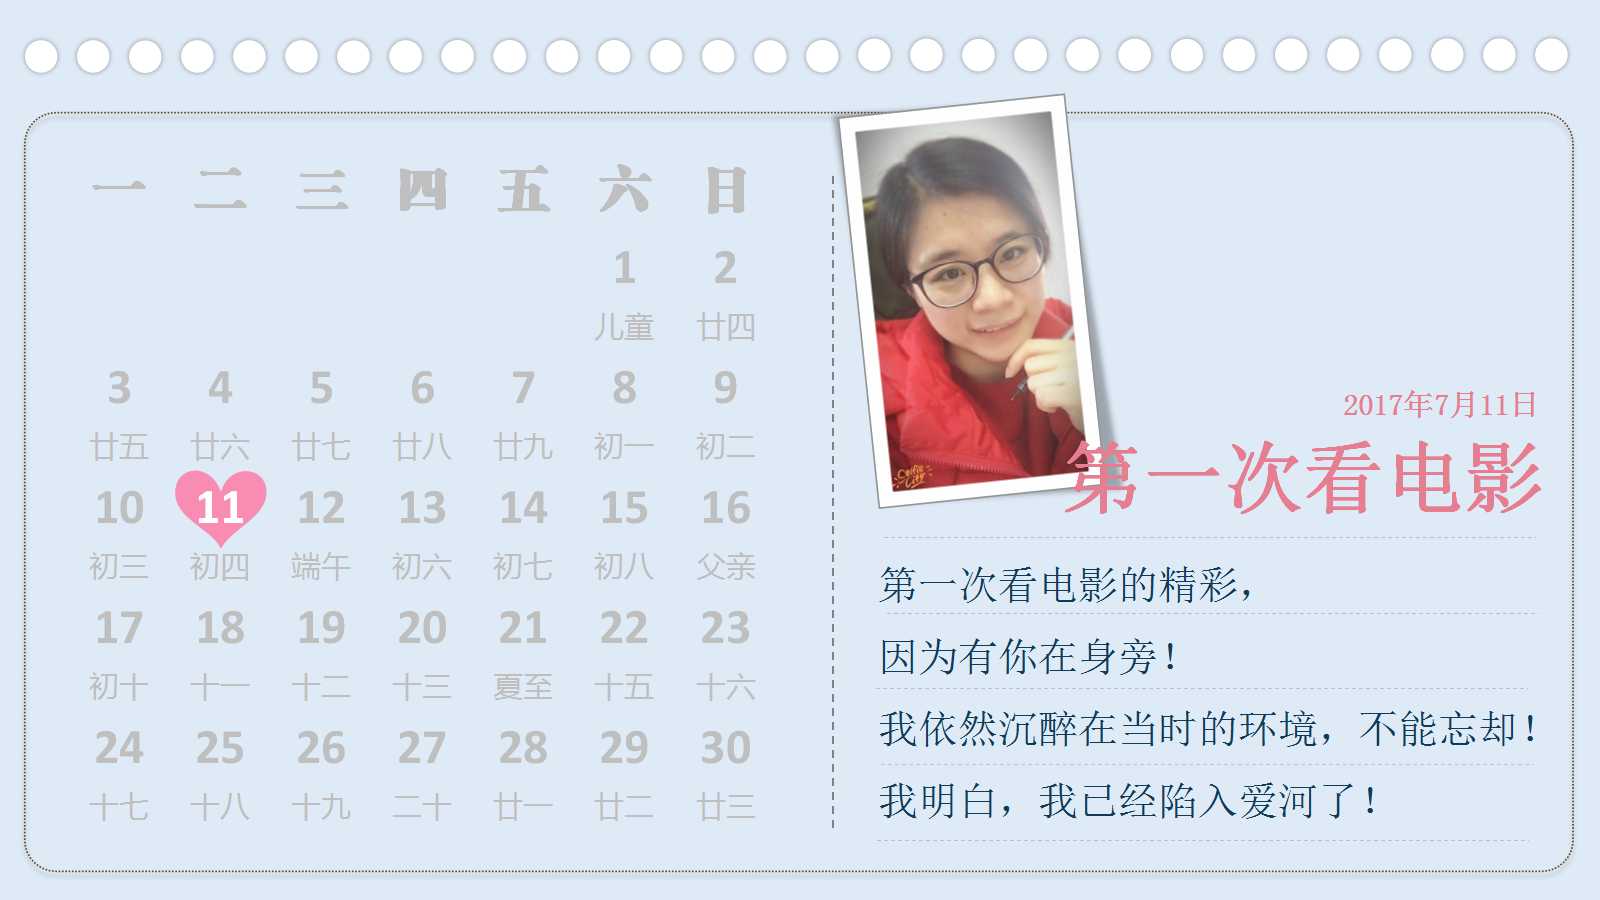 一 二 三 四 五 六 日
1 2
儿童 廿四
3 4 5 6 7 8 9
廿五 廿六 廿七 廿八 廿九 初一 初二
10 11 12 13 14 15 16
初三 初四 端午 初六 初七 初八 父亲
17 18 19 20 21 22 23
初十 十一 十二 十三 夏至 十五 十六
24 25 26 27 28 29 30
十七 十八 十九 二十 廿一 廿二 廿三
2017年7月11日
第一次看电影
第一次看电影的精彩，
因为有你在身旁！
我依然沉醉在当时的环境，不能忘却！
我明白，我已经陷入爱河了！